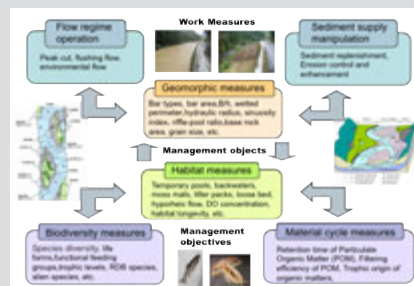 Flow regime
operation
Peak cut, flushing flow,
environmental flow
Work Measures
Sediment supply
manipulation
Sediment replenishment,
Erosion control and
enhancement
Geomorphic measures
Bar types, bar area,B/h, wetted
perimeter,hydraulic radius, sinuosity
index, riffle-pool ratio,base rock
area, grain size, etc.
Management objects
Habitat measures
Temporary pools, backwaters,
moss mats, litter packs, loose bed,
hyporheic flow, DO concentration,
habitat longevity, etc.
Biodiversity measures
Species diversity, life
forms,functional feeding
groups,trophic levels, RDB species,
alien species, etc.
Management
objectives
Material cycle measures
Retention time of Particulate
Organic Matter (POM), Filtering
efficiency of POM, Trophic origin of
organic matters,